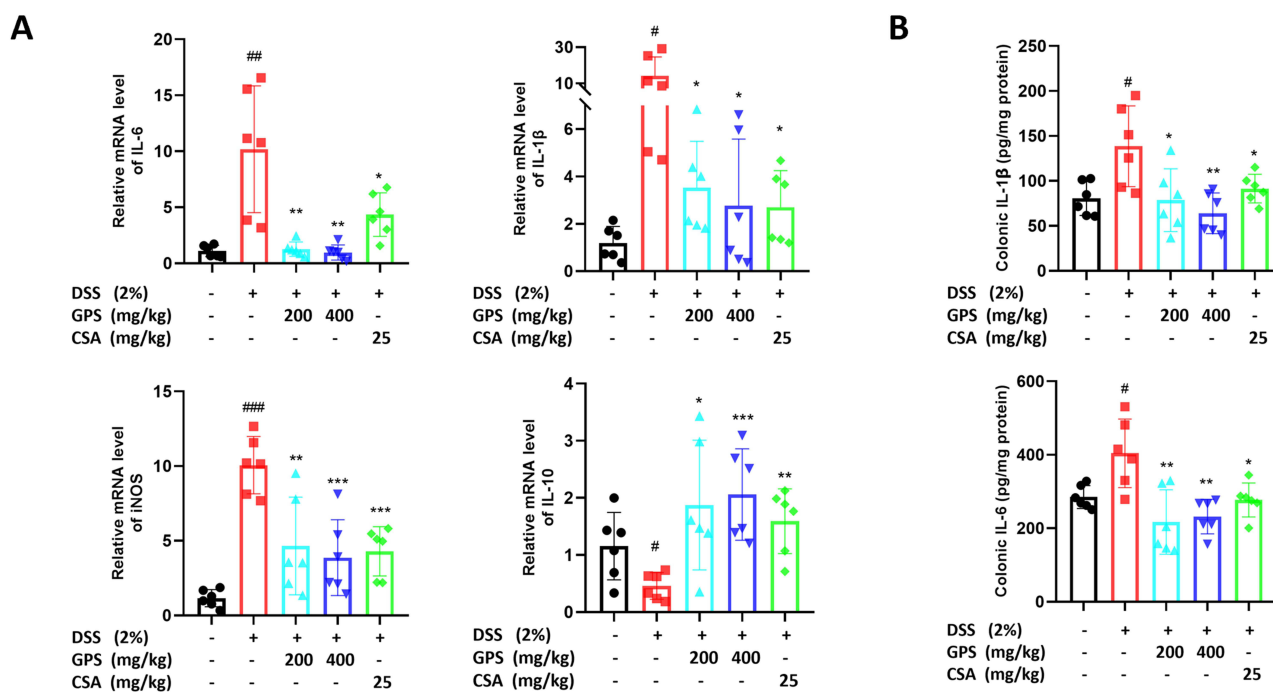 A
Relative mRNA level
of IL-6
20
15
10
5
0
##
**
**
*
DSS (2%) - + + + +
GPS (mg/kg) - - 200 400 -
CSA (mg/kg) - - - - 25
Relative mRNA level
of IL-1β
30
10
6
4
2
0
#
*
*
*
DSS (2%) - + + + +
GPS (mg/kg) - - 200 400 -
CSA (mg/kg) - - - - 25
B
Colonic IL-1β (pg/mg protein)
250
200
150
100
50
0
#
*
**
*
DSS (2%) - + + + +
GPS (mg/kg) - - 200 400 -
CSA (mg/kg) - - - - 25
Relative mRNA level
of iNOS
15
10
5
0
###
**
***
***
DSS (2%) - + + + +
GPS (mg/kg) - - 200 400 -
CSA (mg/kg) - - - - 25
Relative mRNA level
of IL-10
4
3
2
1
0
#
*
***
**
DSS (2%) - + + + +
GPS (mg/kg) - - 200 400 -
CSA (mg/kg) - - - - 25
Colonic IL-6 (pg/mg protein)
600
400
200
0
#
**
**
*
DSS (2%) - + + + +
GPS (mg/kg) - - 200 400 -
CSA (mg/kg) - - - - 25